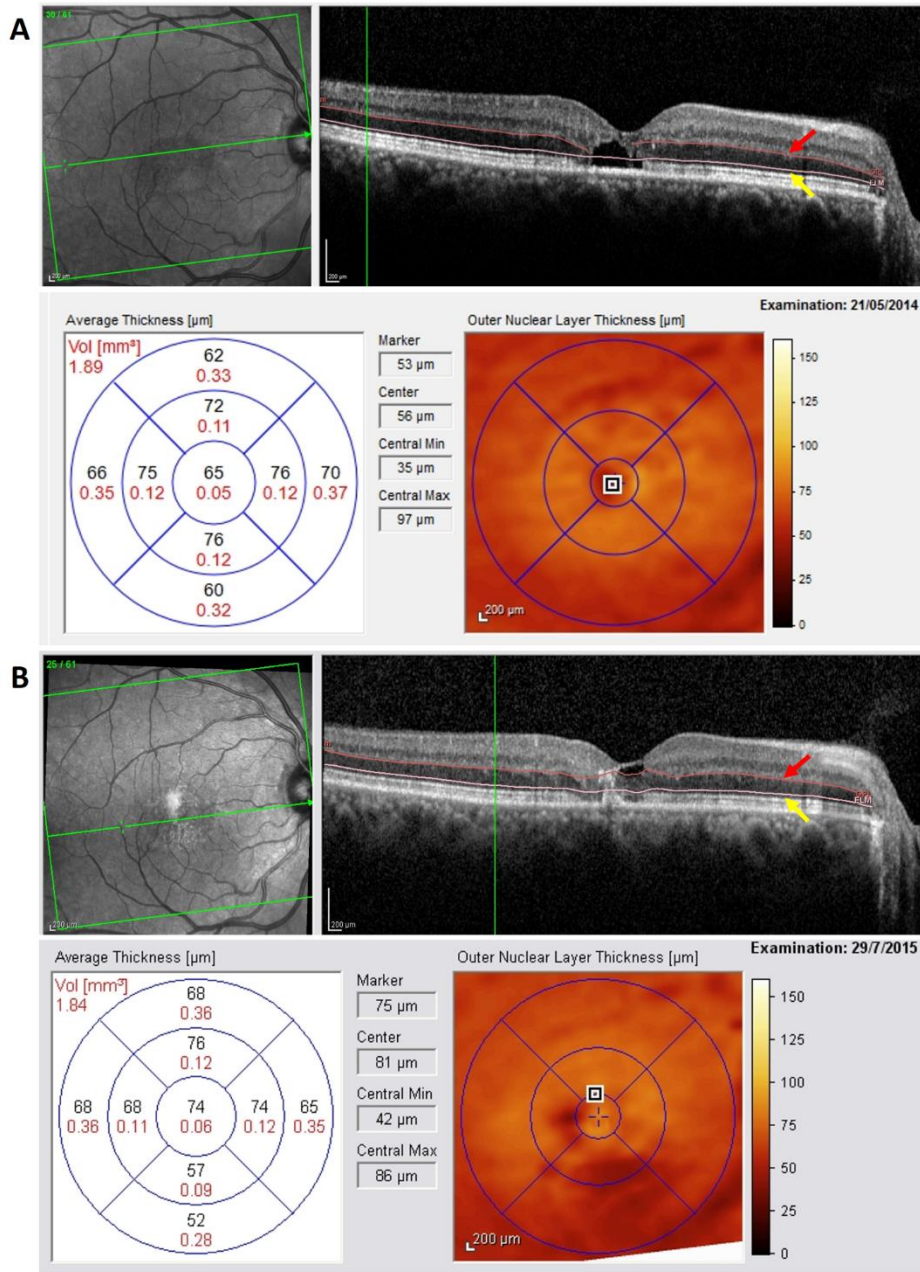 A
30 / 61
200 µm
200 µm
ELM
Examination: 21/05/2014
Average Thickness [µm]
Vol [mm³]
1.89
62
0.33
72
0.11
66 75 65 76 70
0.35 0.12 0.05 0.12 0.37
76
0.12
60
0.32
Marker
53 µm
Center
56 µm
Central Min
35 µm
Central Max
97 µm
Outer Nuclear Layer Thickness [µm]
200 µm
150
125
100
75
50
25
0
B
25 / 61
200 µm
200 µm
ELM
Examination: 29/7/2015
Average Thickness [µm]
Vol [mm³]
1.84
68
0.36
76
0.12
68 68 74 74 65
0.36 0.11 0.06 0.12 0.35
57
0.09
52
0.28
Marker
75 µm
Center
81 µm
Central Min
42 µm
Central Max
86 µm
Outer Nuclear Layer Thickness [µm]
200 µm
150
125
100
75
50
25
0